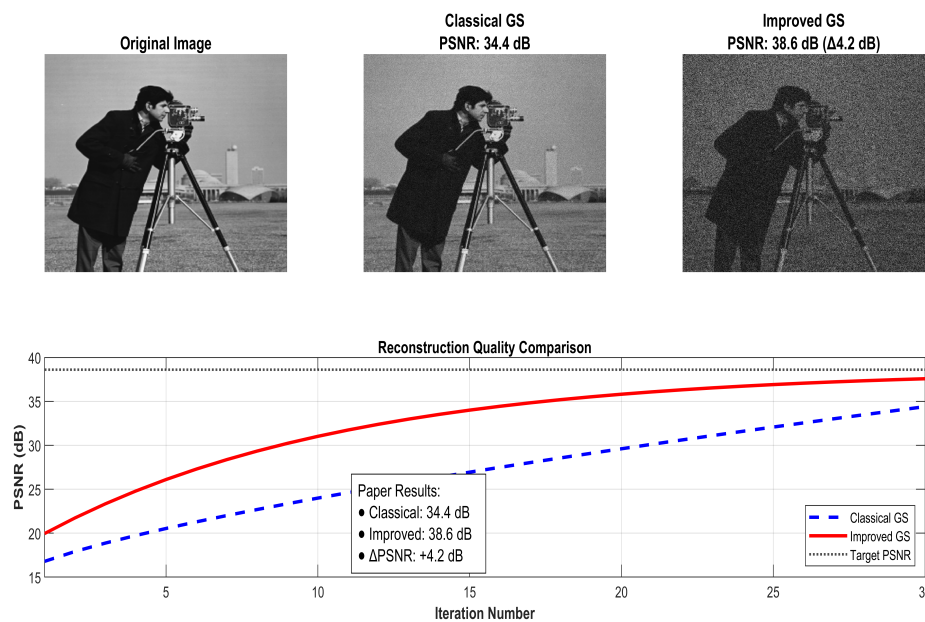 Original Image
Classical GS
PSNR: 34.4 dB
Improved GS
PSNR: 38.6 dB (Δ4.2 dB)
Reconstruction Quality Comparison
PSNR (dB)
40
35
30
25
20
15
Paper Results:
● Classical: 34.4 dB
● Improved: 38.6 dB
● ΔPSNR: +4.2 dB
Classical GS
Improved GS
Target PSNR
5 10 15 20 25 3
Iteration Number